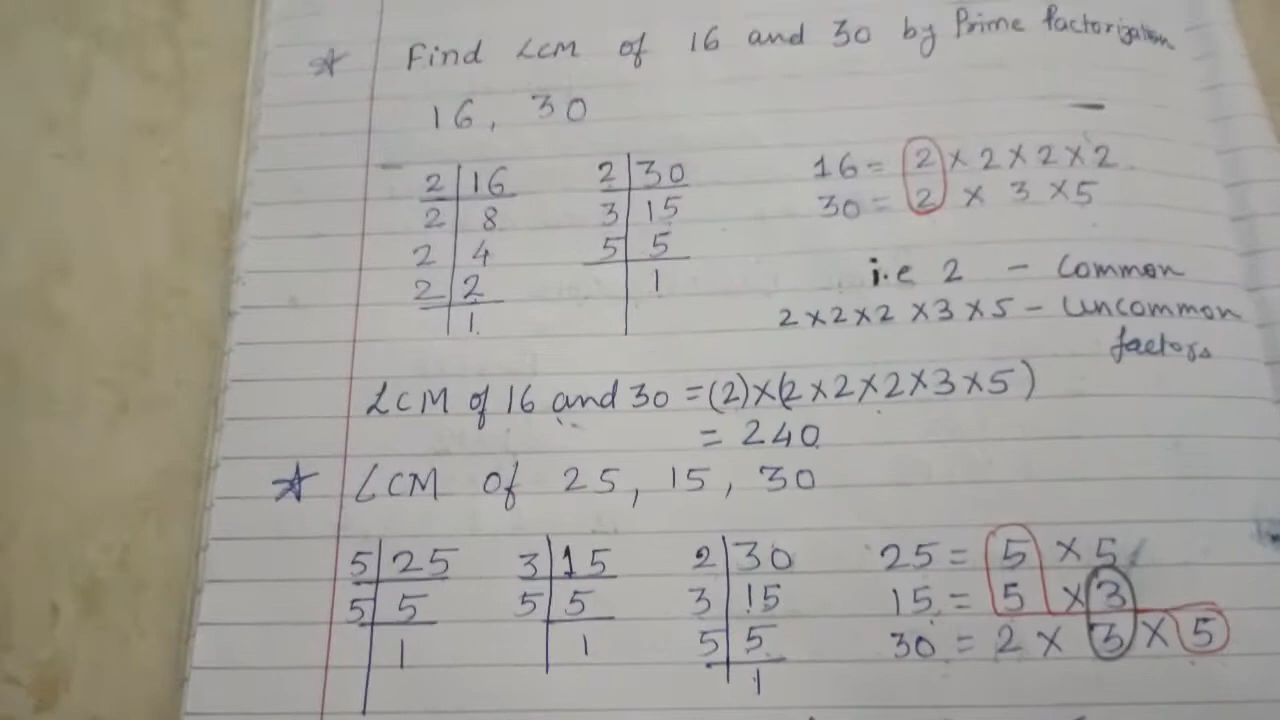 Find LCM of 16 and 30 by Prime factorization
16, 30
2 | 16
2 | 8
2 | 4
2 | 2
1
2 | 30
3 | 15
5 | 5
1
16 = 2 × 2 × 2 × 2
30 = 2 × 3 × 5
i.e 2 - Common
2×2×2×3×5 - Uncommon
factors
LCM of 16 and 30 = (2)×(2×2×2×3×5)
= 240
LCM of 25, 15, 30
5 | 25
5 | 5
1
3 | 15
5 | 5
1
2 | 30
3 | 15
5 | 5
1
25 = 5 × 5
15 = 5 × 3
30 = 2 × 3 × 5